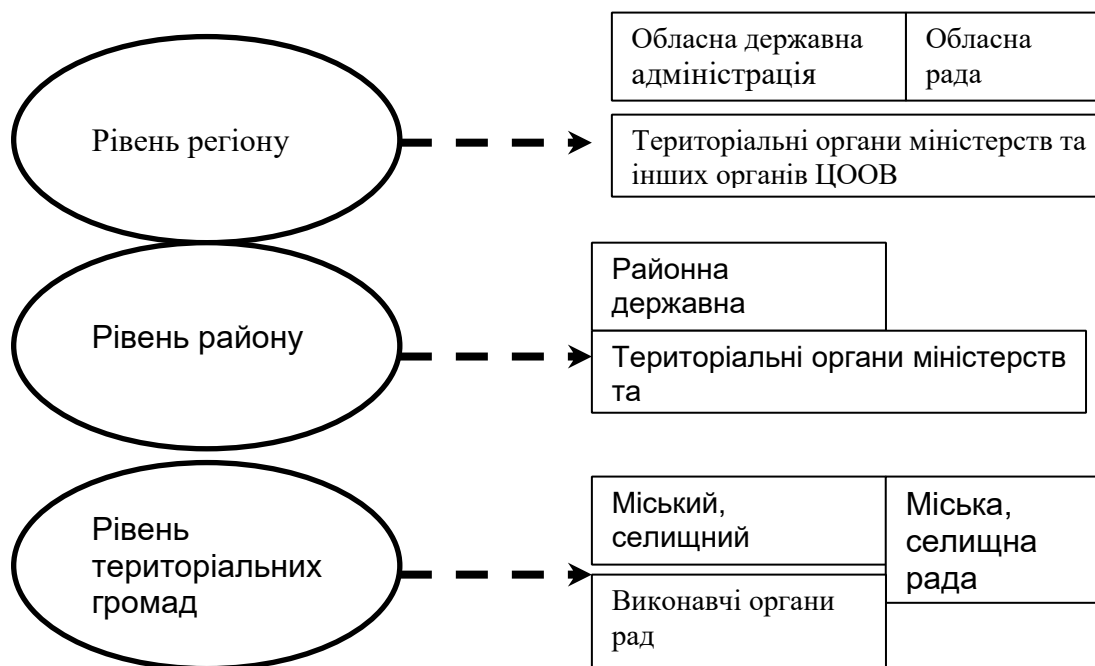 Рівень регіону
Обласна державна
адміністрація
Обласна
рада
Територіальні органи міністерств та
інших органів ЦООВ
Рівень району
Районна
державна
Територіальні органи міністерств
та
Рівень
територіальних
громад
Міський,
селищний
Міська,
селищна
рада
Виконавчі органи
рад